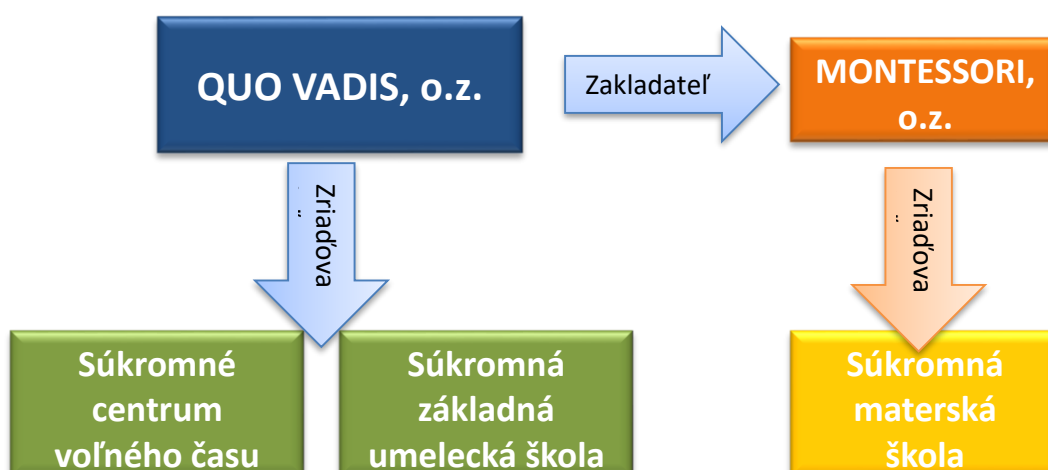 QUO VADIS, o.z.
Zakladateľ
MONTESSORI,
o.z.
Zriaďova
Zriaďova
Súkromné
centrum
voľného času
Súkromná
základná
umelecká škola
Súkromná
materská
škola